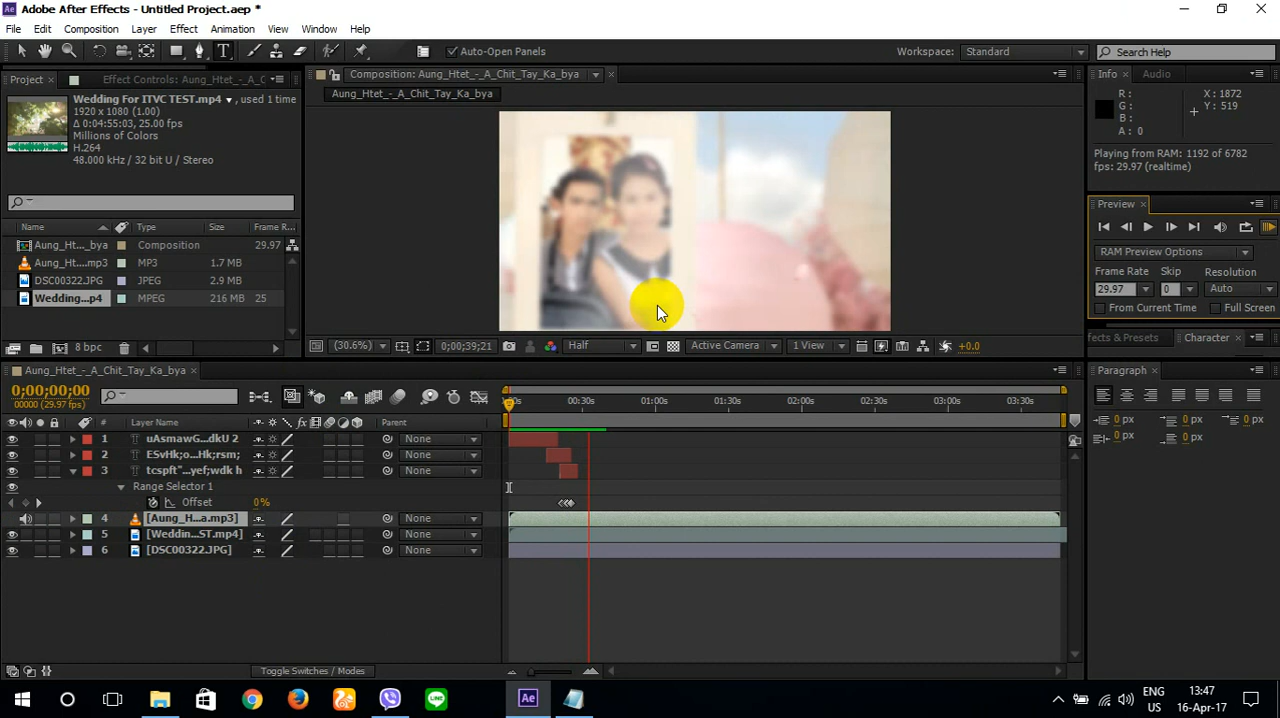 Adobe After Effects - Untitled Project.aep *
File Edit Composition Layer Effect Animation View Window Help
Auto-Open Panels
Workspace: Standard
Search Help
Project
Effect Controls: Aung_Htet_-_A_C
Composition: Aung_Htet_-_A_Chit_Tay_Ka_bya
Info Audio
Wedding For ITVC TEST.mp4 , used 1 time
1920 x 1080 (1.00)
Δ 0:04:55:03, 25.00 fps
Millions of Colors
H.264
48.000 kHz / 32 bit U / Stereo
Aung_Htet_-_A_Chit_Tay_Ka_bya
R :
G :
B :
A : 0
X : 1872
Y : 519
Playing from RAM: 1192 of 6782
fps: 29.97 (realtime)
Preview
RAM Preview Options
Frame Rate Skip Resolution
29.97 0 Auto
From Current Time Full Screen
Name Type Size Frame R...
Aung_Ht..._bya Composition 29.97
Aung_Ht...mp3 MP3 1.7 MB
DSC00322.JPG JPEG 2.9 MB
Wedding...p4 MPEG 216 MB 25
8 bpc
(30.6%) 0;00;39;21 Half Active Camera 1 View +0.0
ffects & Presets Character
Aung_Htet_-_A_Chit_Tay_Ka_bya
Paragraph
0;00;00;00
00000 (29.97 fps)
:00s 00:30s 01:00s 01:30s 02:00s 02:30s 03:00s 03:30s
# Layer Name Parent
1 T uAsmawG...dkU 2 None
2 T ESvHk;o...Hk;rsm; None
3 T tcspft"...yef;wdk h None
Range Selector 1
Offset 0%
4 [Aung_H...a.mp3] None
5 [Weddin...ST.mp4] None
6 [DSC00322.JPG] None
0 px 0 px 0 px
0 px 0 px
Toggle Switches / Modes
ENG
US
13:47
16-Apr-17